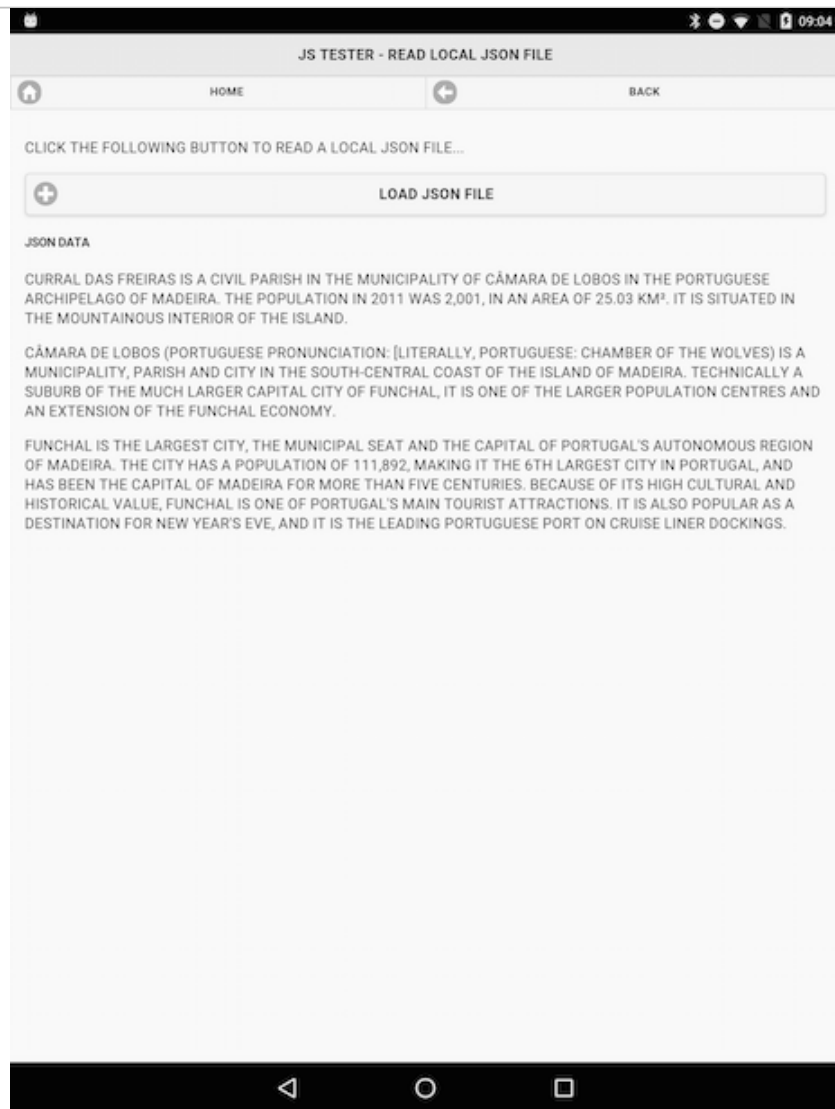 09:04
JS TESTER - READ LOCAL JSON FILE
HOME
BACK
CLICK THE FOLLOWING BUTTON TO READ A LOCAL JSON FILE...
LOAD JSON FILE
JSON DATA
CURRAL DAS FREIRAS IS A CIVIL PARISH IN THE MUNICIPALITY OF CÂMARA DE LOBOS IN THE PORTUGUESE
ARCHIPELAGO OF MADEIRA. THE POPULATION IN 2011 WAS 2,001, IN AN AREA OF 25.03 KM². IT IS SITUATED IN
THE MOUNTAINOUS INTERIOR OF THE ISLAND.
CÂMARA DE LOBOS (PORTUGUESE PRONUNCIATION: [LITERALLY, PORTUGUESE: CHAMBER OF THE WOLVES) IS A
MUNICIPALITY, PARISH AND CITY IN THE SOUTH-CENTRAL COAST OF THE ISLAND OF MADEIRA. TECHNICALLY A
SUBURB OF THE MUCH LARGER CAPITAL CITY OF FUNCHAL, IT IS ONE OF THE LARGER POPULATION CENTRES AND
AN EXTENSION OF THE FUNCHAL ECONOMY.
FUNCHAL IS THE LARGEST CITY, THE MUNICIPAL SEAT AND THE CAPITAL OF PORTUGAL'S AUTONOMOUS REGION
OF MADEIRA. THE CITY HAS A POPULATION OF 111,892, MAKING IT THE 6TH LARGEST CITY IN PORTUGAL, AND
HAS BEEN THE CAPITAL OF MADEIRA FOR MORE THAN FIVE CENTURIES. BECAUSE OF ITS HIGH CULTURAL AND
HISTORICAL VALUE, FUNCHAL IS ONE OF PORTUGAL'S MAIN TOURIST ATTRACTIONS. IT IS ALSO POPULAR AS A
DESTINATION FOR NEW YEAR'S EVE, AND IT IS THE LEADING PORTUGUESE PORT ON CRUISE LINER DOCKINGS.